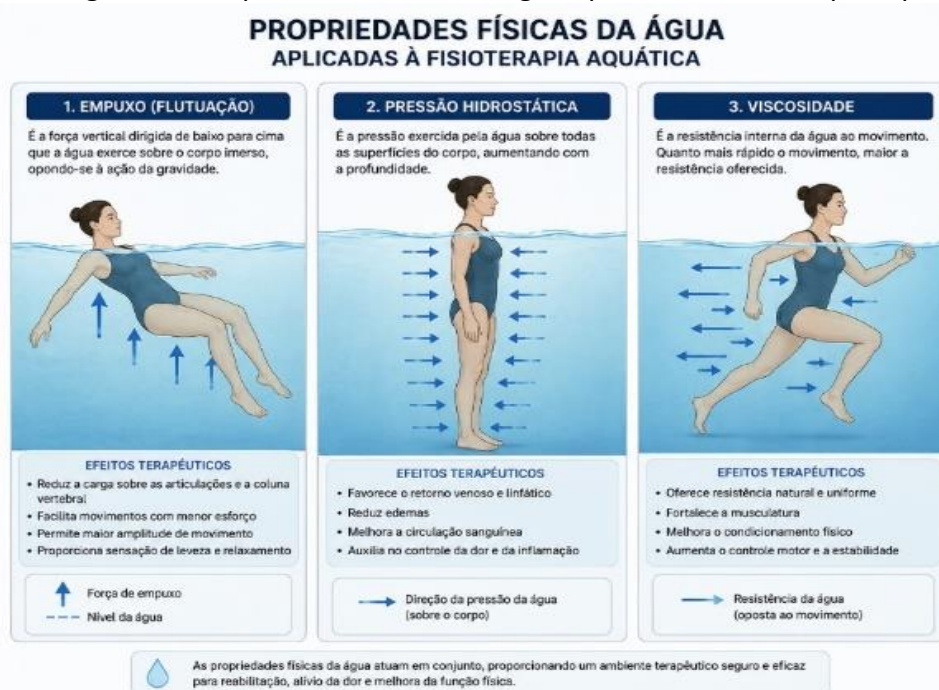 PROPRIEDADES FÍSICAS DA ÁGUA
APLICADAS À FISIOTERAPIA AQUÁTICA
1. EMPUXO (FLUTUAÇÃO)
É a força vertical dirigida de baixo para cima
que a água exerce sobre o corpo imerso,
opondo-se à ação da gravidade.
EFEITOS TERAPÉUTICOS
• Reduz a carga sobre as articulações e a coluna
vertebral
• Facilita movimentos com menor esforço
• Permite maior amplitude de movimento
• Proporciona sensação de leveza e relaxamento
Força de empuxo
Nível da água
2. PRESSÃO HIDROSTÁTICA
É a pressão exercida pela água sobre todas
as superfícies do corpo, aumentando com
a profundidade.
EFEITOS TERAPÉUTICOS
• Favorece o retorno venoso e linfático
• Reduz edemas
• Melhora a circulação sanguínea
• Auxilia no controle da dor e da inflamação
Direção da pressão da água
(sobre o corpo)
3. VISCOSIDADE
É a resistência interna da água ao movimento.
Quanto mais rápido o movimento, maior a
resistência oferecida.
EFEITOS TERAPÉUTICOS
• Oferece resistência natural e uniforme
• Fortalece a musculatura
• Melhora o condicionamento físico
• Aumenta o controle motor e a estabilidade
Resistência da água
(oposta ao movimento)
As propriedades físicas da água atuam em conjunto, proporcionando um ambiente terapêutico seguro e eficaz
para reabilitação, alívio da dor e melhora da função física.